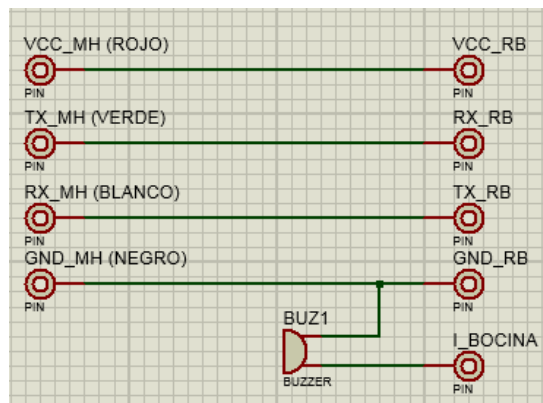 VCC_MH (ROJO)
VCC_RB
PIN
PIN
TX_MH (VERDE)
RX_RB
PIN
PIN
RX_MH (BLANCO)
TX_RB
PIN
PIN
GND_MH (NEGRO)
GND_RB
PIN
PIN
BUZ1
I_BOCINA
BUZZER
PIN